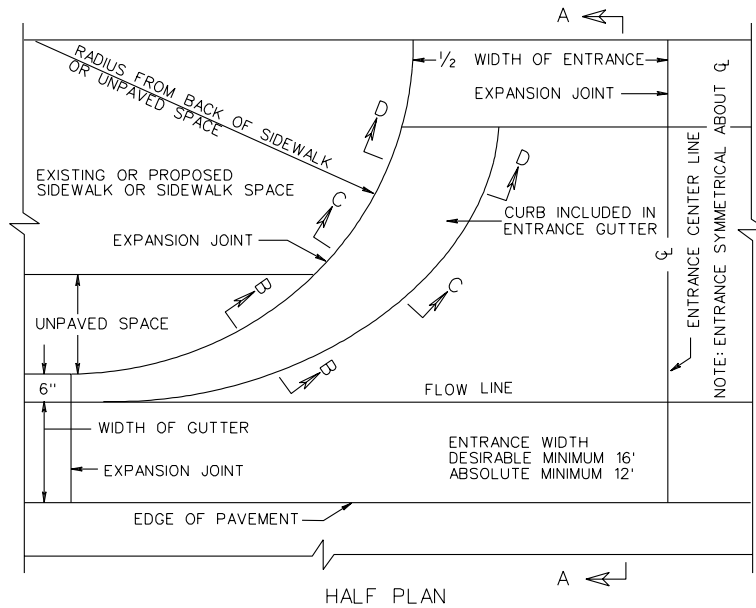 A
RADIUS FROM BACK OF SIDEWALK
OR UNPAVED SPACE
½ WIDTH OF ENTRANCE
EXPANSION JOINT
D
D
EXISTING OR PROPOSED
SIDEWALK OR SIDEWALK SPACE
C
CURB INCLUDED IN
ENTRANCE GUTTER
EXPANSION JOINT
℄
ENTRANCE CENTER LINE
NOTE: ENTRANCE SYMMETRICAL ABOUT ℄
B
C
UNPAVED SPACE
B
6"
FLOW LINE
WIDTH OF GUTTER
ENTRANCE WIDTH
DESIRABLE MINIMUM 16'
ABSOLUTE MINIMUM 12'
EXPANSION JOINT
EDGE OF PAVEMENT
A
HALF PLAN